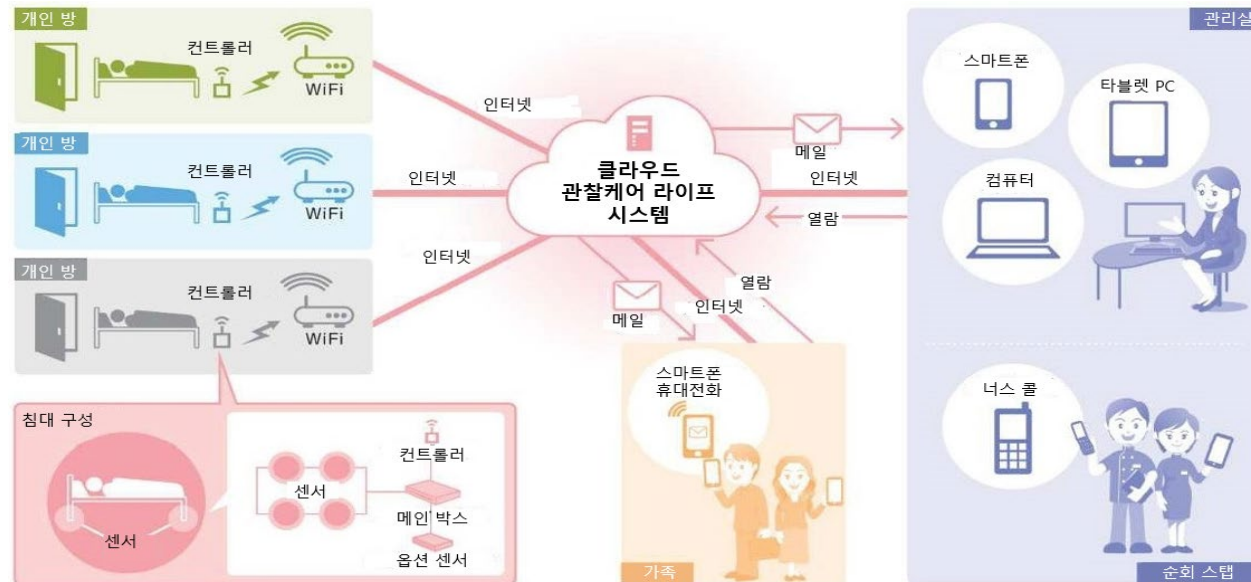 개인 방
컨트롤러
WiFi
인터넷
개인 방
컨트롤러
WiFi
인터넷
개인 방
컨트롤러
WiFi
인터넷
침대 구성
센서
센서
컨트롤러
메인 박스
옵션 센서
클라우드
관찰케어 라이프
시스템
메일
인터넷
열람
메일
인터넷
열람
스마트폰
휴대전화
가족
관리실
스마트폰
타블렛 PC
컴퓨터
너스 콜
순회 스탭